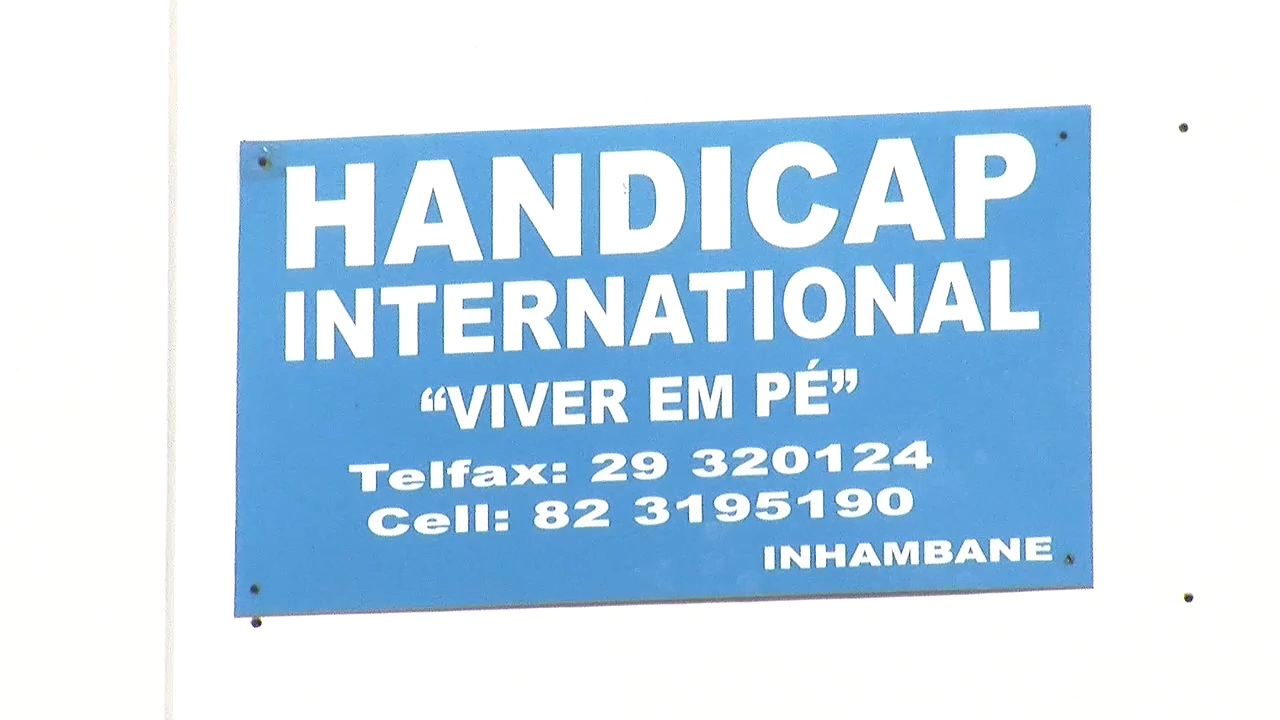 HANDICAP
INTERNATIONAL
“VIVER EM PÉ”
Telfax: 29 320124
Cell: 82 3195190
INHAMBANE